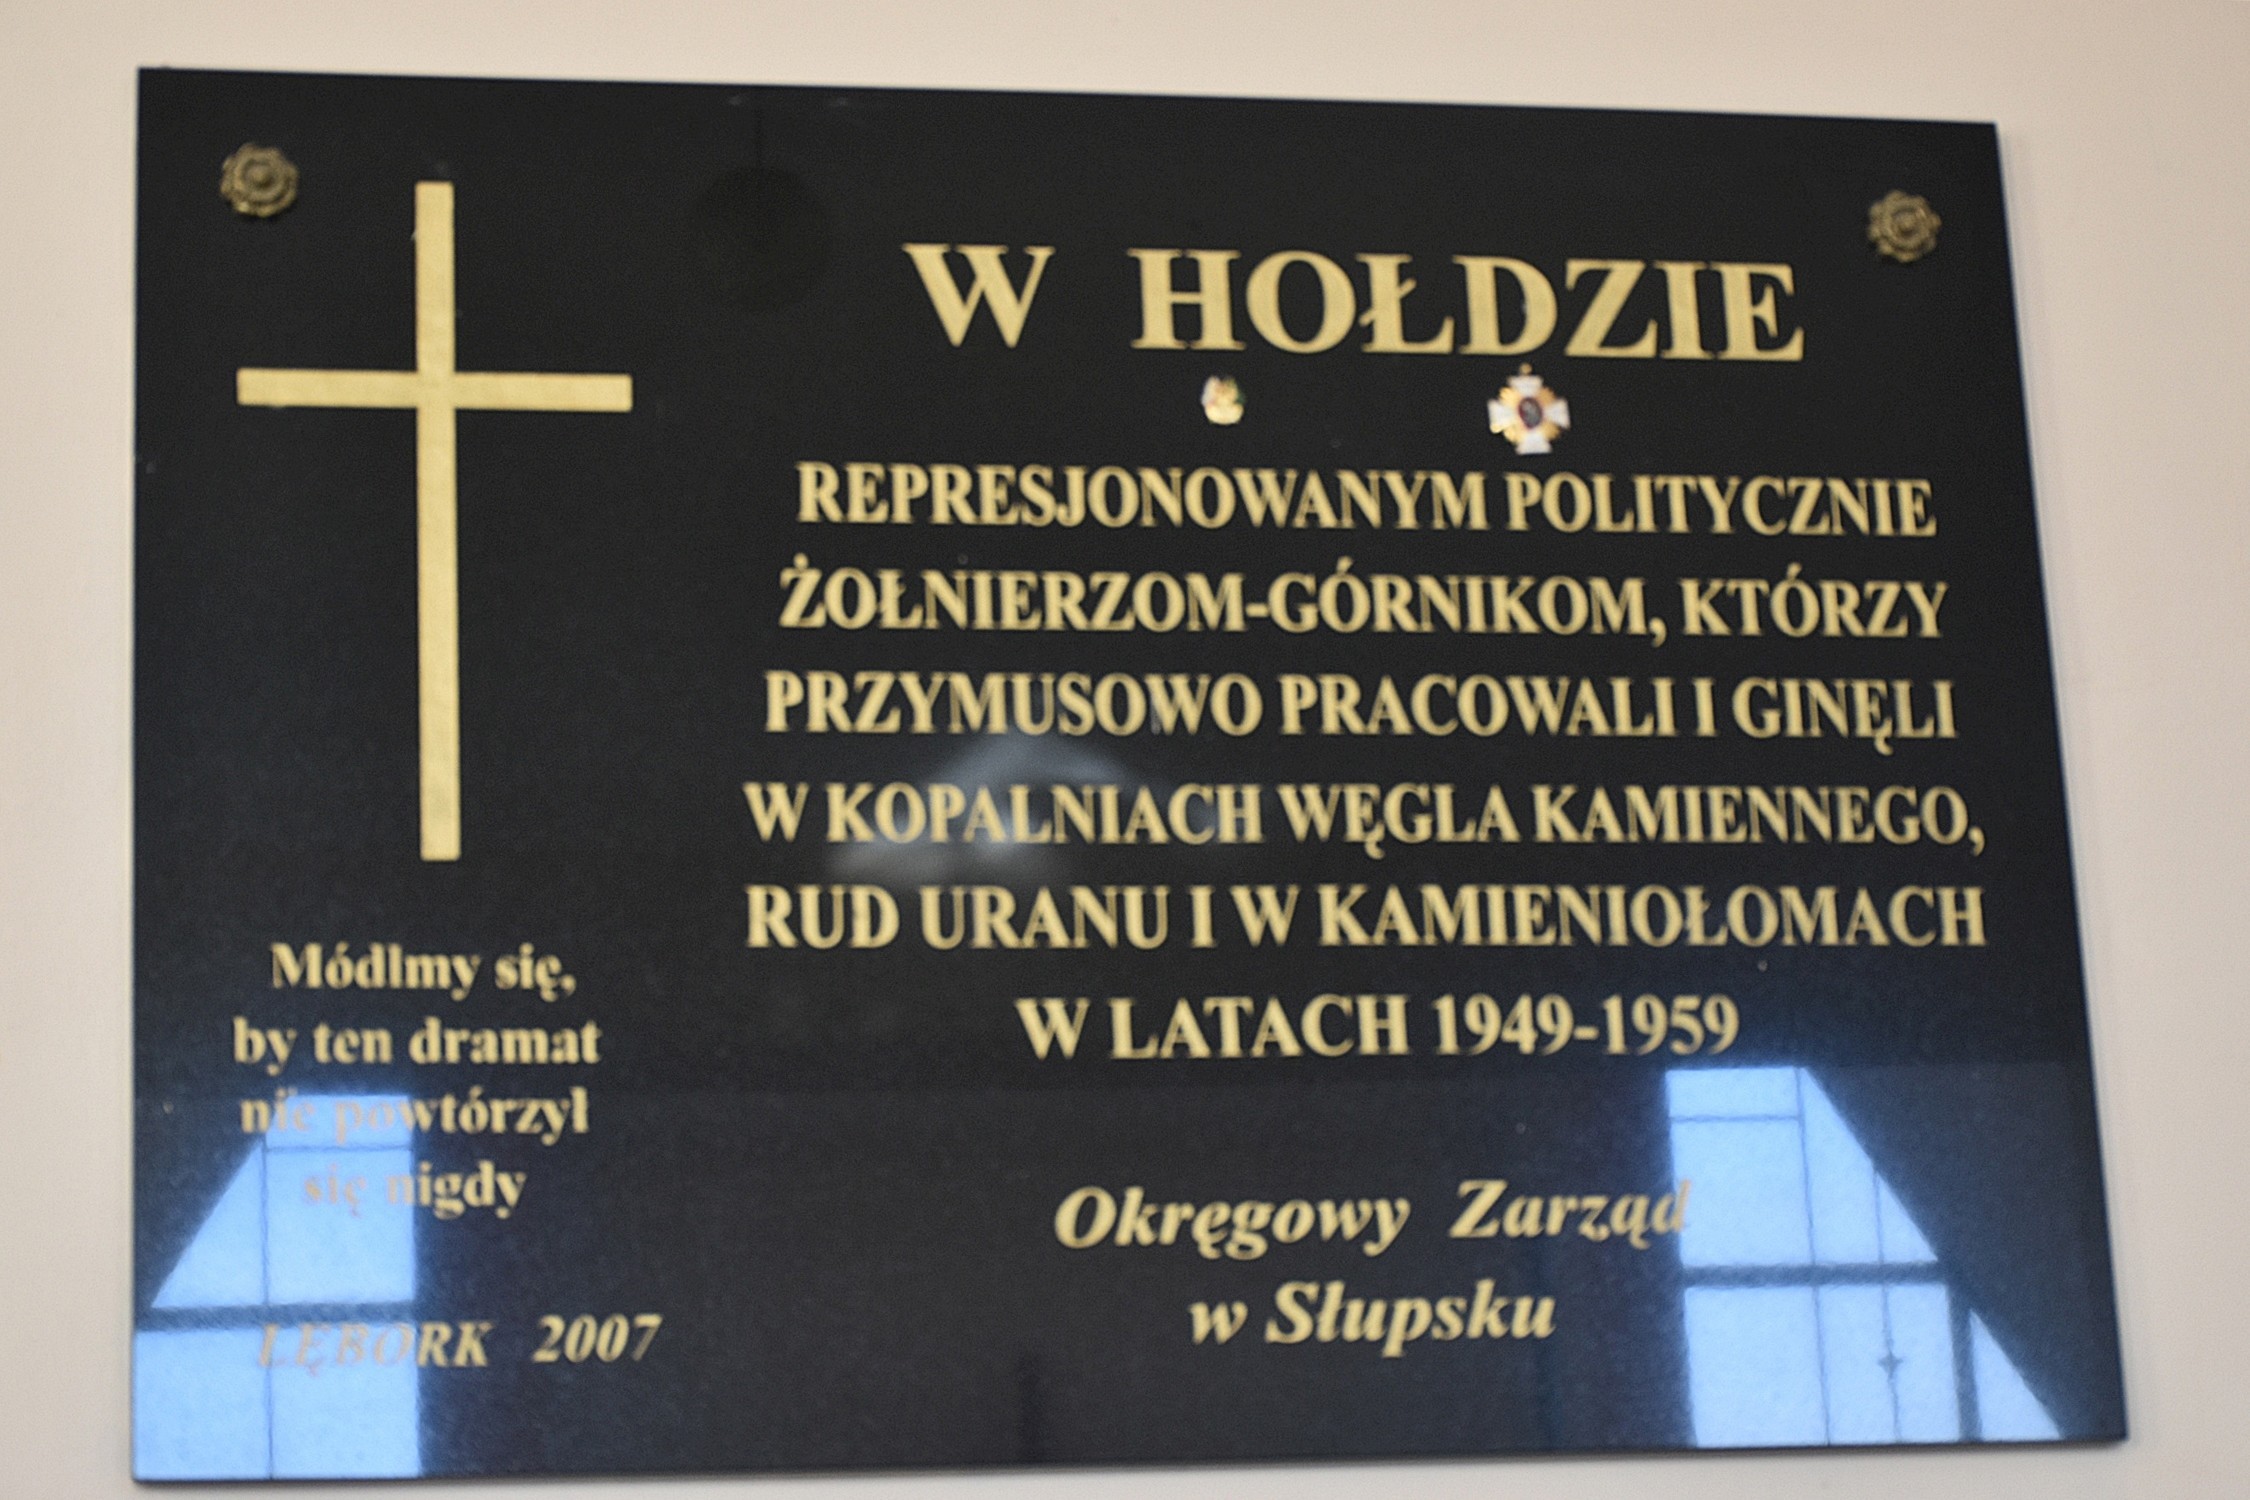 W HOŁDZIE
REPRESJONOWANYM POLITYCZNIE
ŻOŁNIERZOM-GÓRNIKOM, KTÓRZY
PRZYMUSOWO PRACOWALI I GINĘLI
W KOPALNIACH WĘGLA KAMIENNEGO,
RUD URANU I W KAMIENIOŁOMACH
W LATACH 1949-1959
Módlmy się,
by ten dramat
nie powtórzył
się nigdy
Okręgowy Zarząd
w Słupsku
LĘBORK 2007